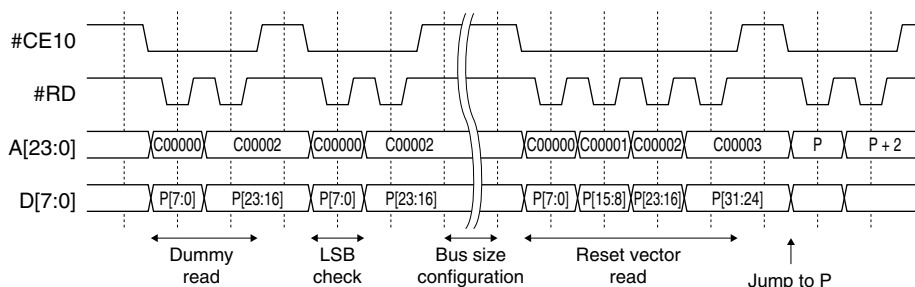 #CE10
#RD
A[23:0] C00000 C00002 C00000 C00002 C00000 C00001 C00002 C00003 P P + 2
D[7:0] P[7:0] P[23:16] P[7:0] P[23:16] P[7:0] P[15:8] P[23:16] P[31:24]
Dummy read
LSB check
Bus size configuration
Reset vector read
Jump to P